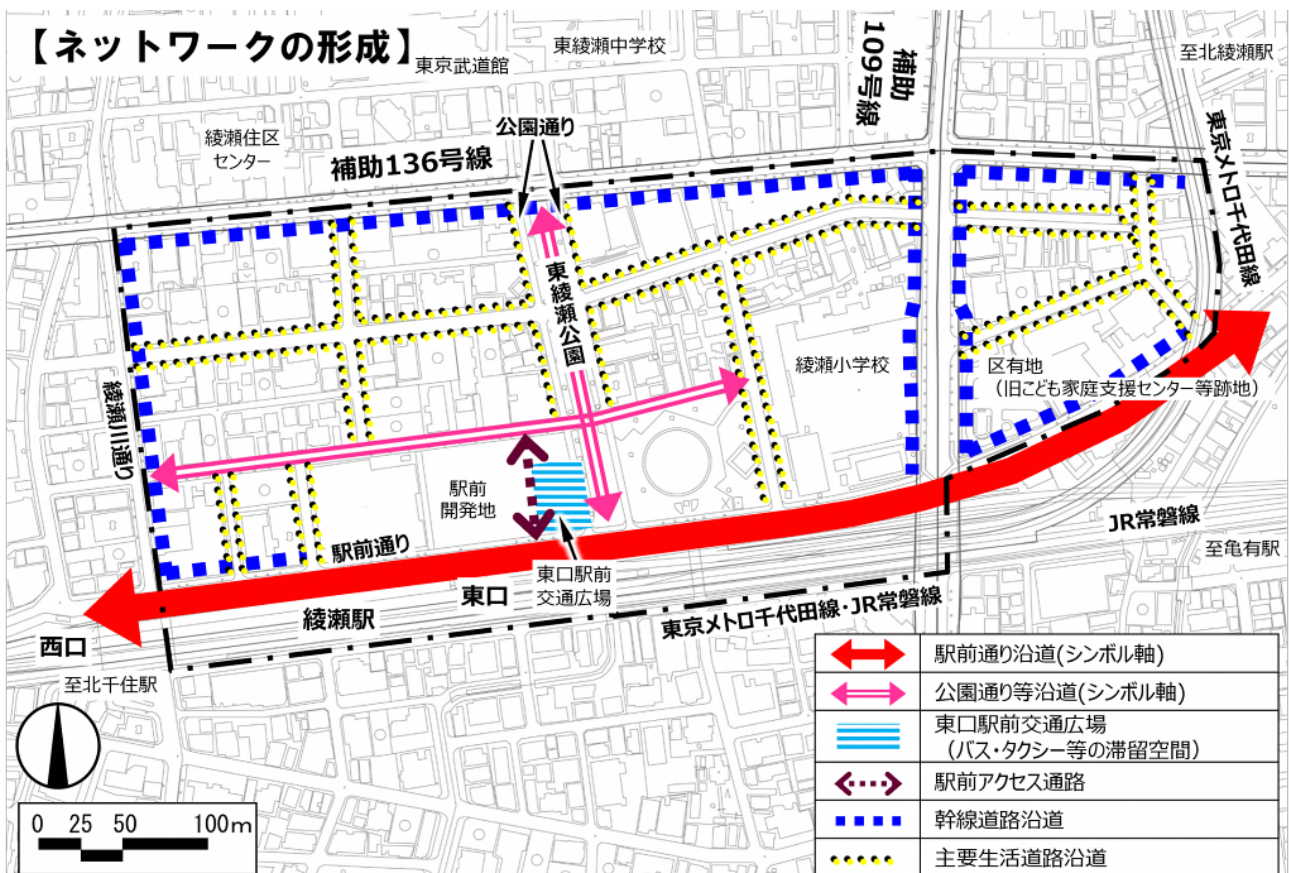 【ネットワークの形成】
東京武道館
東綾瀬中学校
補助
109号線
至北綾瀬駅
綾瀬住区
センター
公園通り
補助136号線
東京メトロ千代田線
東綾瀬公園
綾瀬川通り
綾瀬小学校
区有地
（旧こども家庭支援センター等跡地）
駅前
開発地
駅前通り
JR常磐線
至亀有駅
東口駅前
交通広場
東口
綾瀬駅
東京メトロ千代田線・JR常磐線
西口
至北千住駅
0 25 50 100m
駅前通り沿道(シンボル軸)
公園通り等沿道(シンボル軸)
東口駅前交通広場
（バス・タクシー等の滞留空間）
駅前アクセス通路
幹線道路沿道
主要生活道路沿道